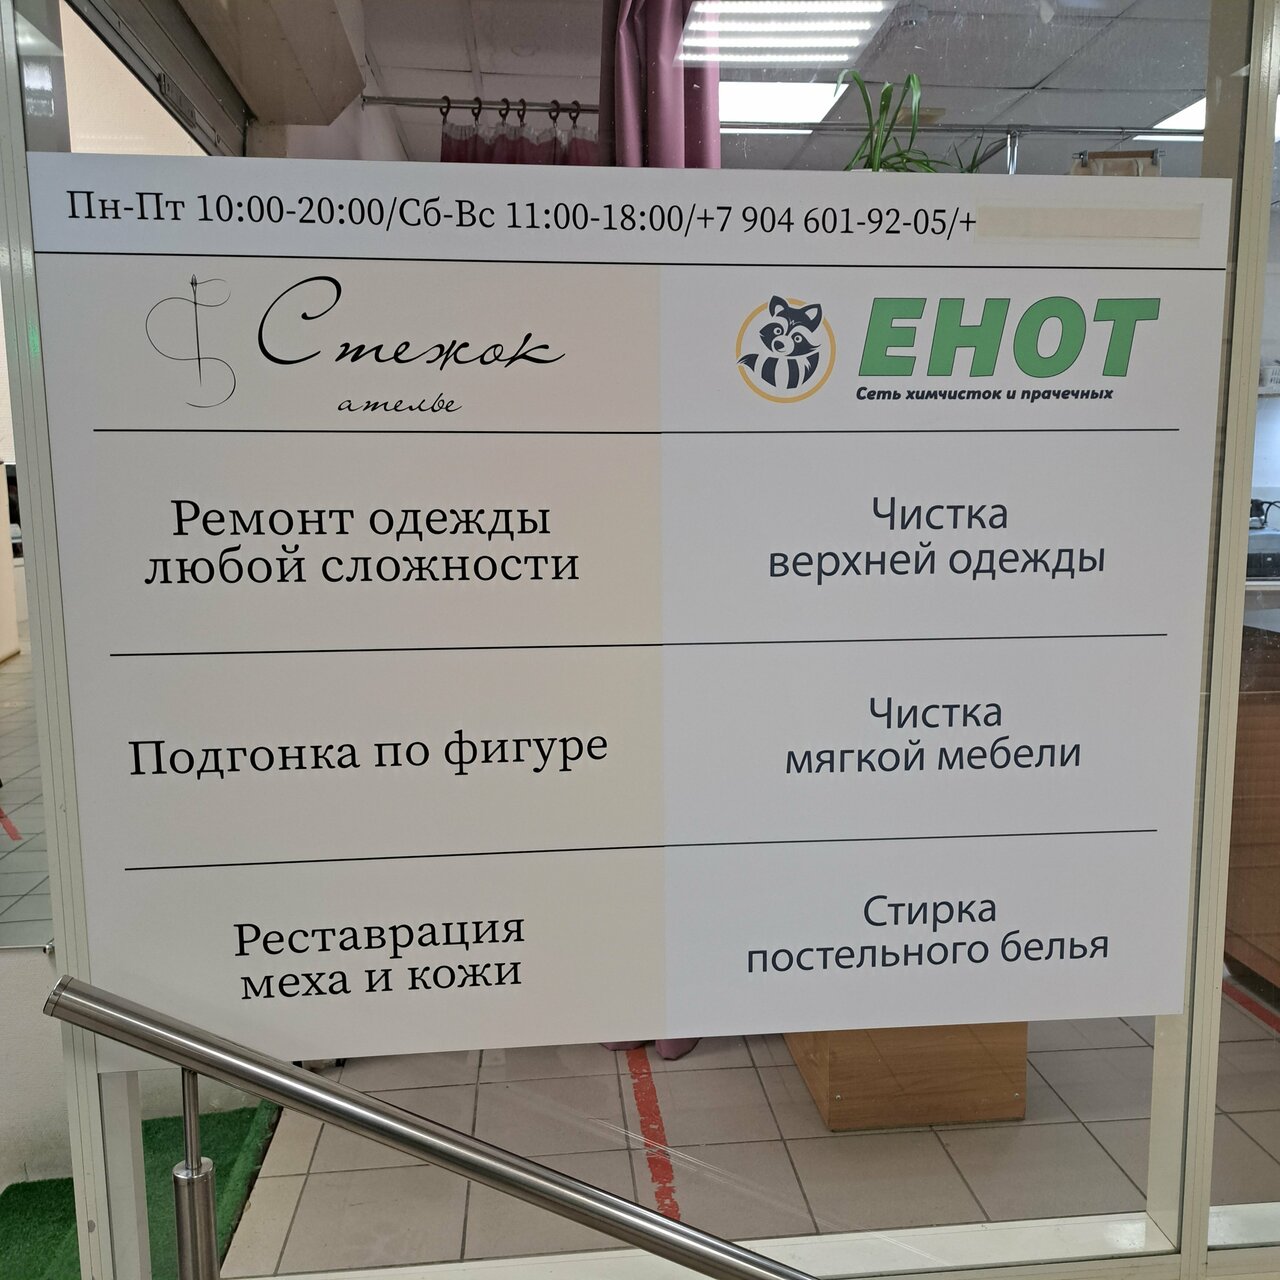 Пн-Пт 10:00-20:00/Сб-Вс 11:00-18:00/+7 904 601-92-05/+
Стежок
ателье
Ремонт одежды
любой сложности
Подгонка по фигуре
Реставрация
меха и кожи
ЕНОТ
Сеть химчисток и прачечных
Чистка
верхней одежды
Чистка
мягкой мебели
Стирка
постельного белья